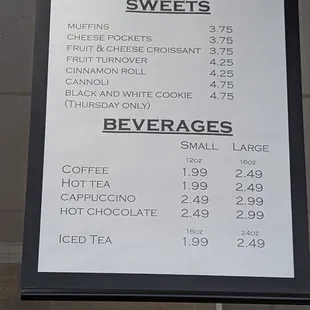 SWEETS
MUFFINS 3.75
CHEESE POCKETS 3.75
FRUIT & CHEESE CROISSANT 3.75
FRUIT TURNOVER 4.25
CINNAMON ROLL 4.25
CANNOLI 4.75
BLACK AND WHITE COOKIE 4.75
(THURSDAY ONLY)
BEVERAGES
SMALL LARGE
12oz 16oz
COFFEE 1.99 2.49
HOT TEA 1.99 2.49
CAPPUCCINO 2.49 2.99
HOT CHOCOLATE 2.49 2.99
16oz 24oz
ICED TEA 1.99 2.49